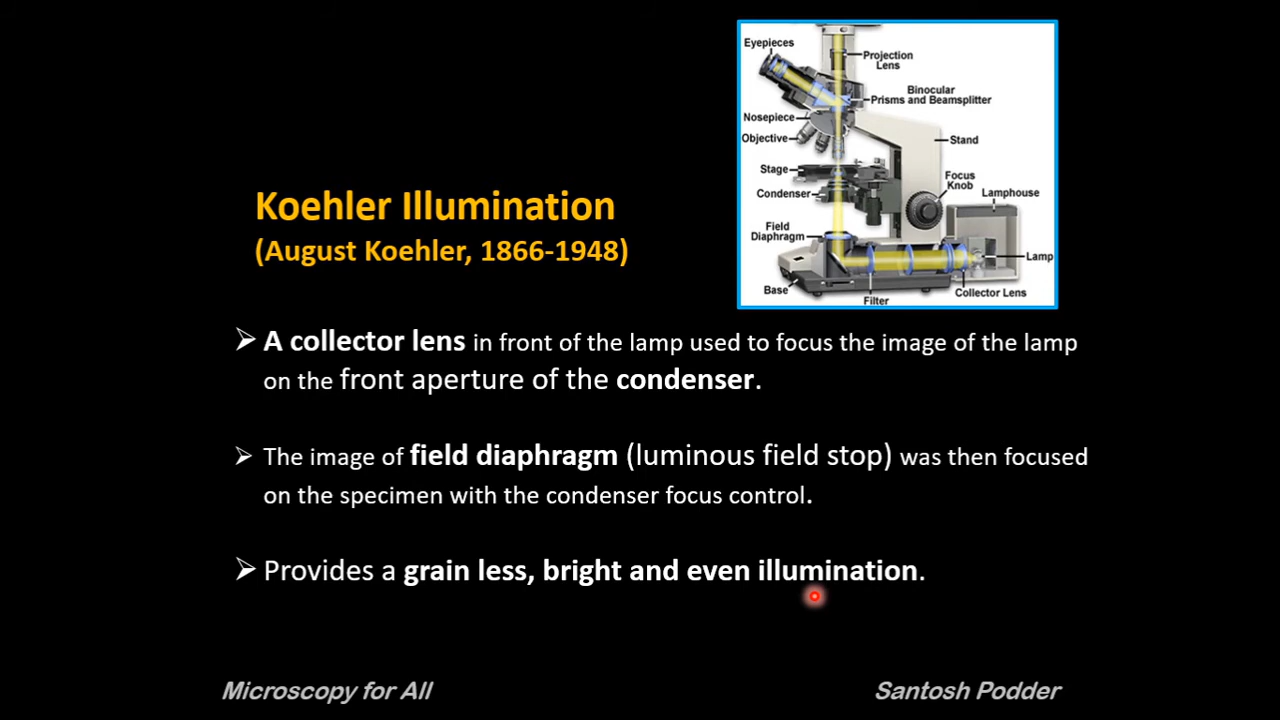 Eyepieces
Projection
Lens
Binocular
Prisms and Beamsplitter
Nosepiece
Objective
Stand
Stage
Focus
Knob
Condenser
Lamphouse
Field
Diaphragm
Lamp
Base
Filter
Collector Lens
Koehler Illumination
(August Koehler, 1866-1948)
➢ A collector lens in front of the lamp used to focus the image of the lamp
on the front aperture of the condenser.
➢ The image of field diaphragm (luminous field stop) was then focused
on the specimen with the condenser focus control.
➢ Provides a grain less, bright and even illumination.
Microscopy for All
Santosh Podder